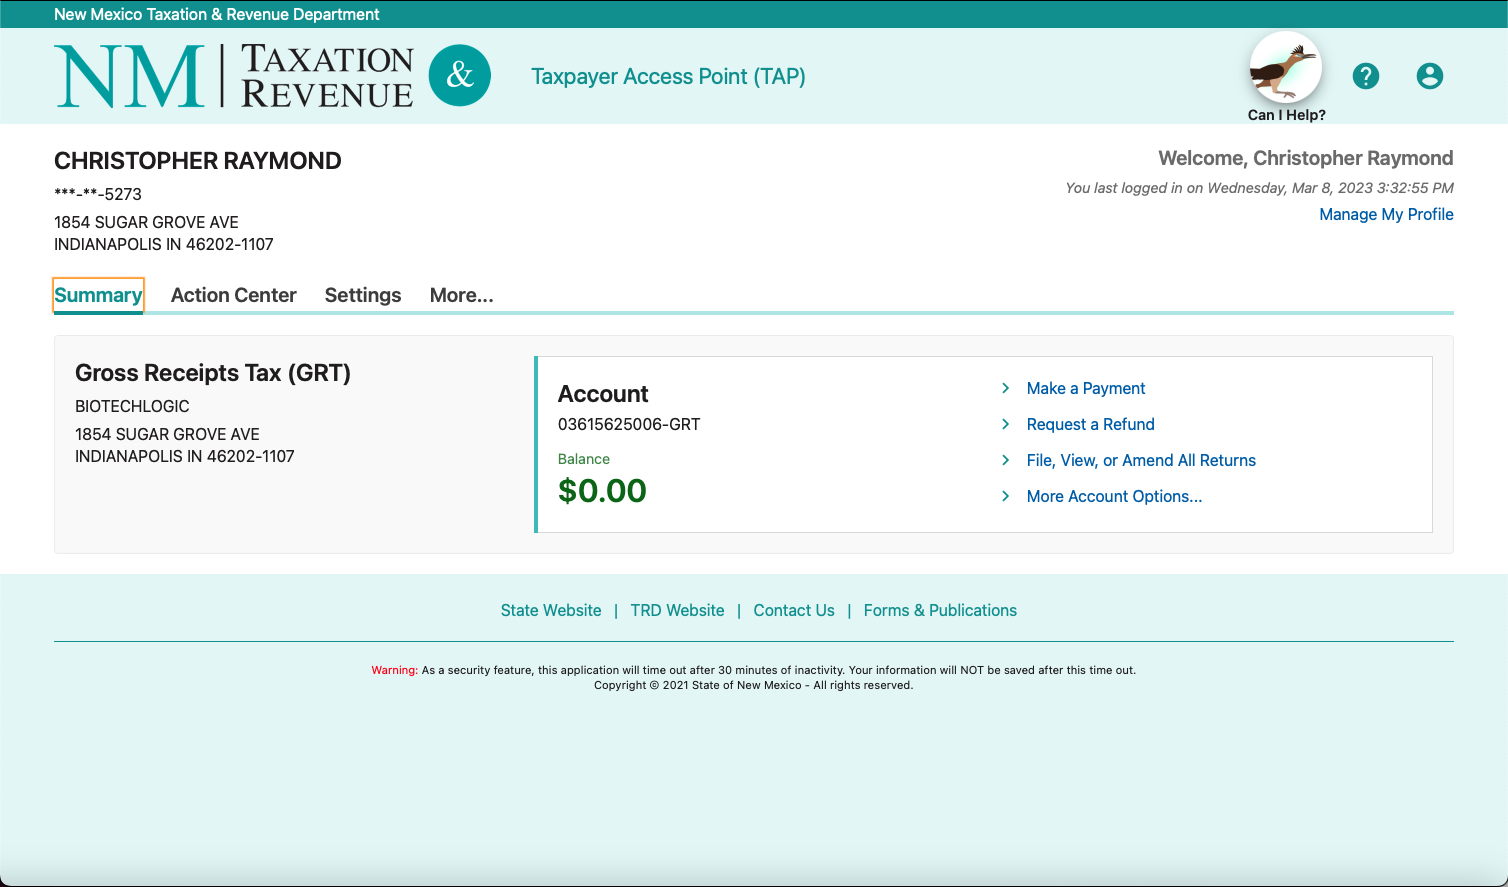 New Mexico Taxation & Revenue Department
NM TAXATION REVENUE &
Taxpayer Access Point (TAP)
Can I Help?
CHRISTOPHER RAYMOND
***-**-5273
1854 SUGAR GROVE AVE
INDIANAPOLIS IN 46202-1107
Welcome, Christopher Raymond
You last logged in on Wednesday, Mar 8, 2023 3:32:55 PM
Manage My Profile
Summary Action Center Settings More...
Gross Receipts Tax (GRT)
BIOTECHLOGIC
1854 SUGAR GROVE AVE
INDIANAPOLIS IN 46202-1107
Account
03615625006-GRT
Balance
$0.00
Make a Payment
Request a Refund
File, View, or Amend All Returns
More Account Options...
State Website | TRD Website | Contact Us | Forms & Publications
Warning: As a security feature, this application will time out after 30 minutes of inactivity. Your information will NOT be saved after this time out.
Copyright © 2021 State of New Mexico - All rights reserved.